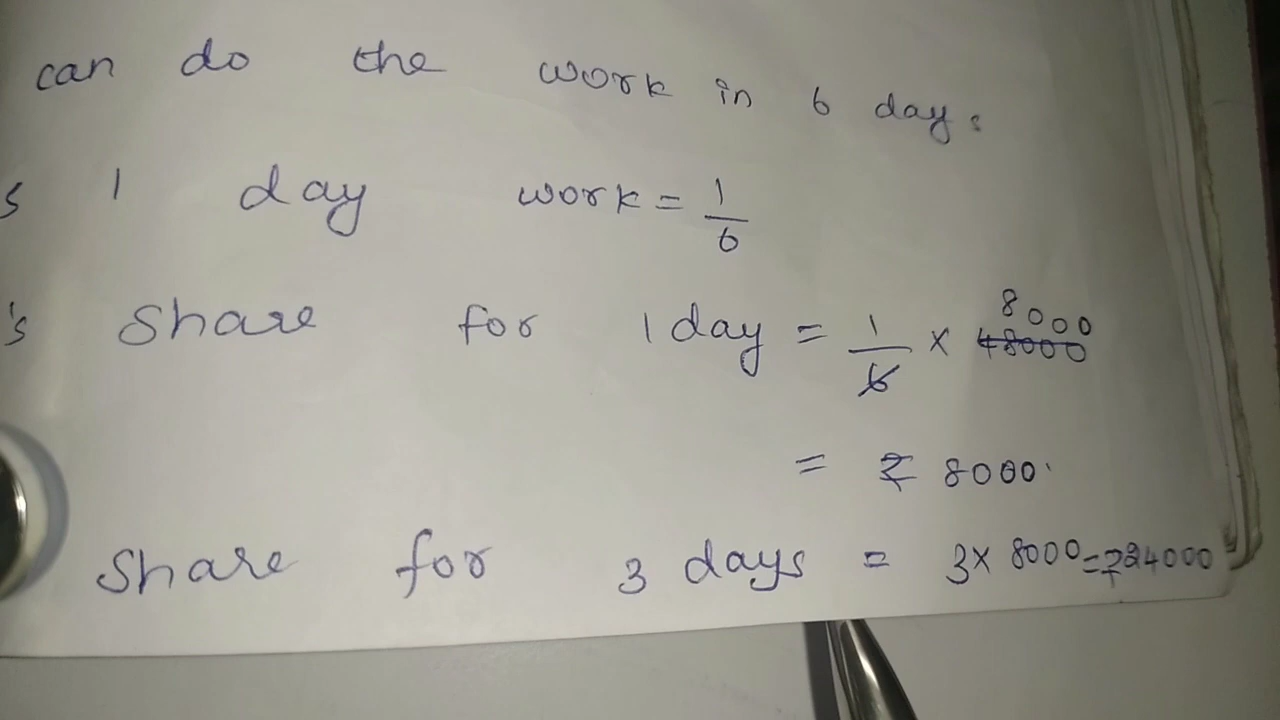 can do the work in 6 days
s 1 day work = 1/6
's Share for 1 day = 1/6 × 48000 8000
= ₹ 8000
Share for 3 days = 3 × 8000 = ₹24000